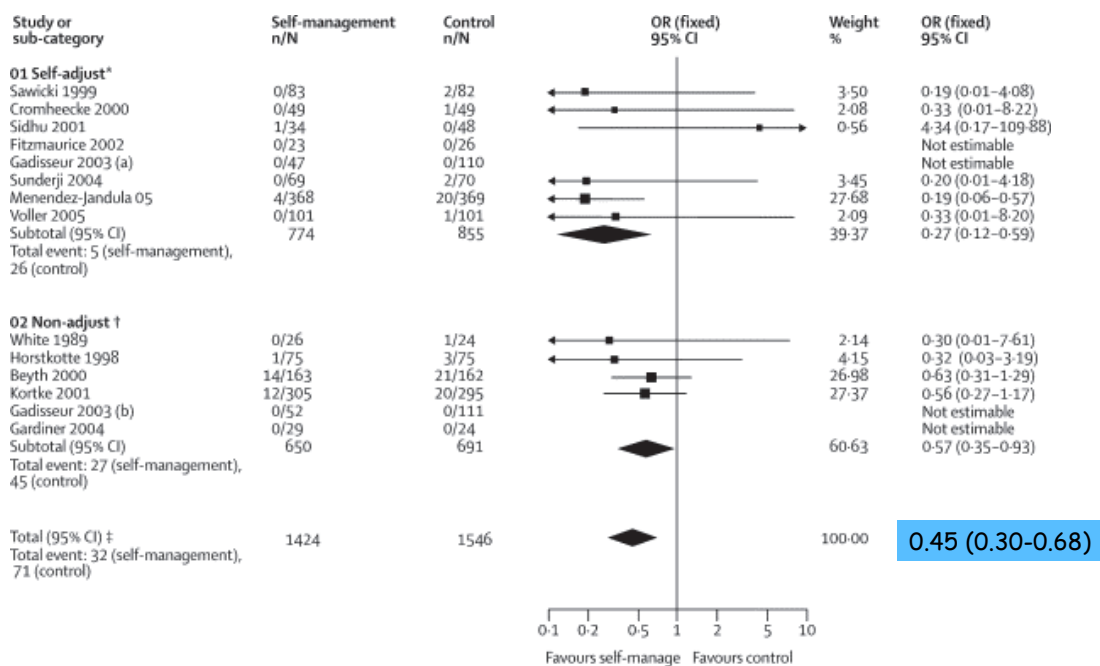 Study or sub-category Self-management n/N Control n/N OR (fixed) 95% CI Weight % OR (fixed) 95% CI
01 Self-adjust*
Sawicki 1999 0/83 2/82 3·50 0·19 (0·01–4·08)
Cromheecke 2000 0/49 1/49 2·08 0·33 (0·01–8·22)
Sidhu 2001 1/34 0/48 0·56 4·34 (0·17–109·88)
Fitzmaurice 2002 0/23 0/26 Not estimable
Gadisseur 2003 (a) 0/47 0/110 Not estimable
Sunderji 2004 0/69 2/70 3·45 0·20 (0·01–4·18)
Menendez-Jandula 05 4/368 20/369 27·68 0·19 (0·06–0·57)
Voller 2005 0/101 1/101 2·09 0·33 (0·01–8·20)
Subtotal (95% CI) 774 855 39·37 0·27 (0·12–0·59)
Total event: 5 (self-management),
26 (control)
02 Non-adjust †
White 1989 0/26 1/24 2·14 0·30 (0·01–7·61)
Horstkotte 1998 1/75 3/75 4·15 0·32 (0·03–3·19)
Beyth 2000 14/163 21/162 26·98 0·63 (0·31–1·29)
Kortke 2001 12/305 20/295 27·37 0·56 (0·27–1·17)
Gadisseur 2003 (b) 0/52 0/111 Not estimable
Gardiner 2004 0/29 0/24 Not estimable
Subtotal (95% CI) 650 691 60·63 0·57 (0·35–0·93)
Total event: 27 (self-management),
45 (control)
Total (95% CI) ‡ 1424 1546 100·00 0.45 (0.30-0.68)
Total event: 32 (self-management),
71 (control)
0·1 0·2 0·5 1 2 5 10
Favours self-manage Favours control